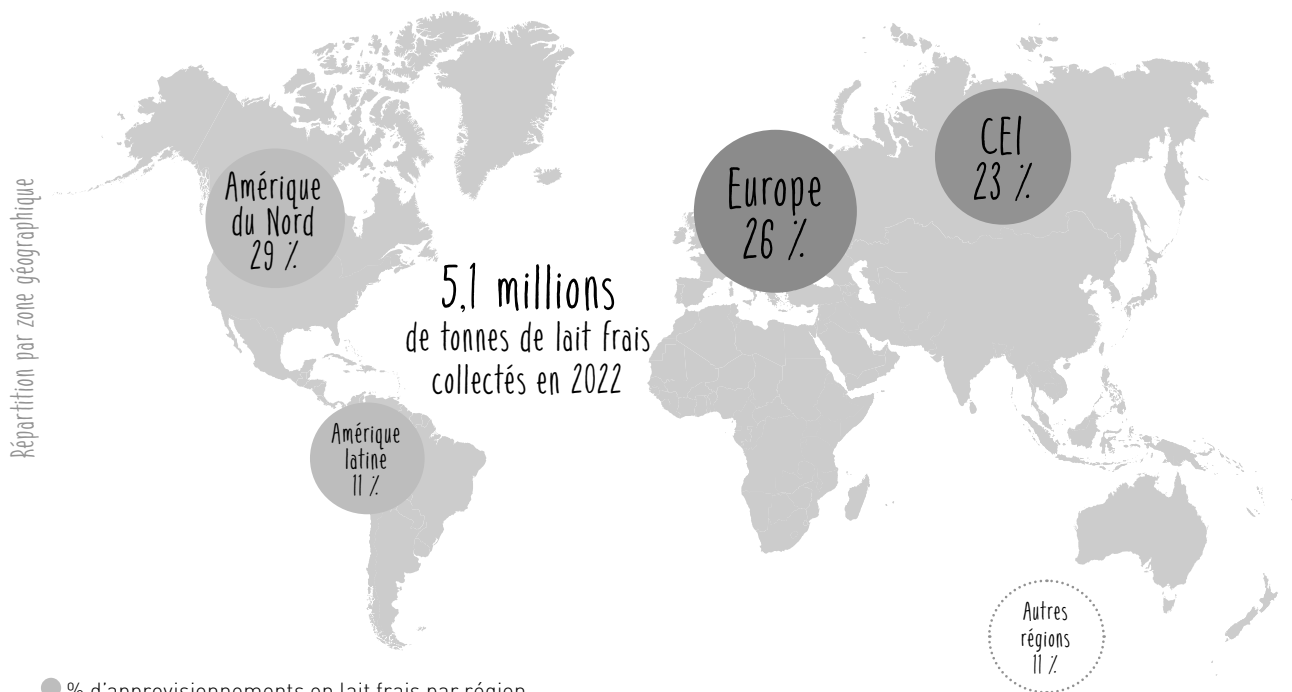 Répartition par zone géographique
Amérique
du Nord
29 %
Europe
26 %
CEI
23 %
5,1 millions
de tonnes de lait frais
collectés en 2022
Amérique
latine
11 %
Autres
régions
11 %
% d'approvisionnements en lait frais par région